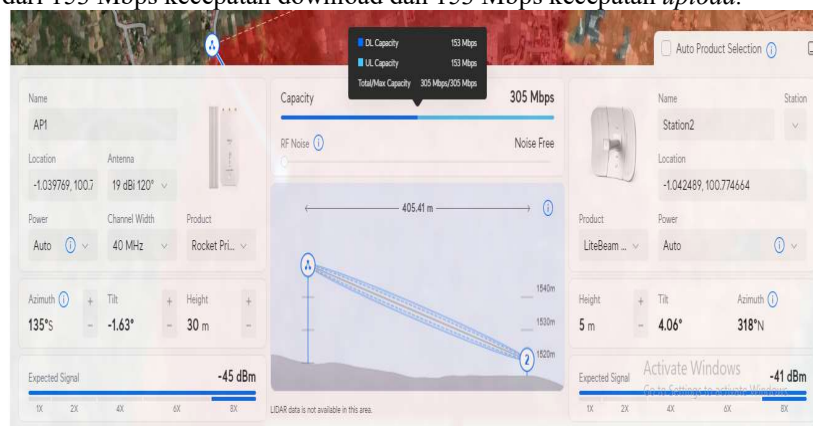 dari 153 Mbps kecepatan download dan 153 Mbps kecepatan upload.
DL Capacity 153 Mbps
UL Capacity 153 Mbps
Total/Max Capacity 305 Mbps/305 Mbps
Auto Product Selection
Name
AP1
Location Antenna
-1.039769, 100.7 19 dBi 120°
Power Channel Width Product
Auto 40 MHz Rocket Pri...
Azimuth Tilt Height
135°S -1.63° 30 m
Expected Signal -45 dBm
1X 2X 4X 6X 8X
Capacity 305 Mbps
RF Noise Noise Free
405.41 m
1540m
1530m
1520m
2
LIDAR data is not available in this area.
Name Station
Station2
Location
-1.042489, 100.774664
Product Power
LiteBeam ... Auto
Height Tilt Azimuth
5 m 4.06° 318°N
Activate Windows
Go to Settings to activate Windows.
Expected Signal -41 dBm
1X 2X 4X 6X 8X